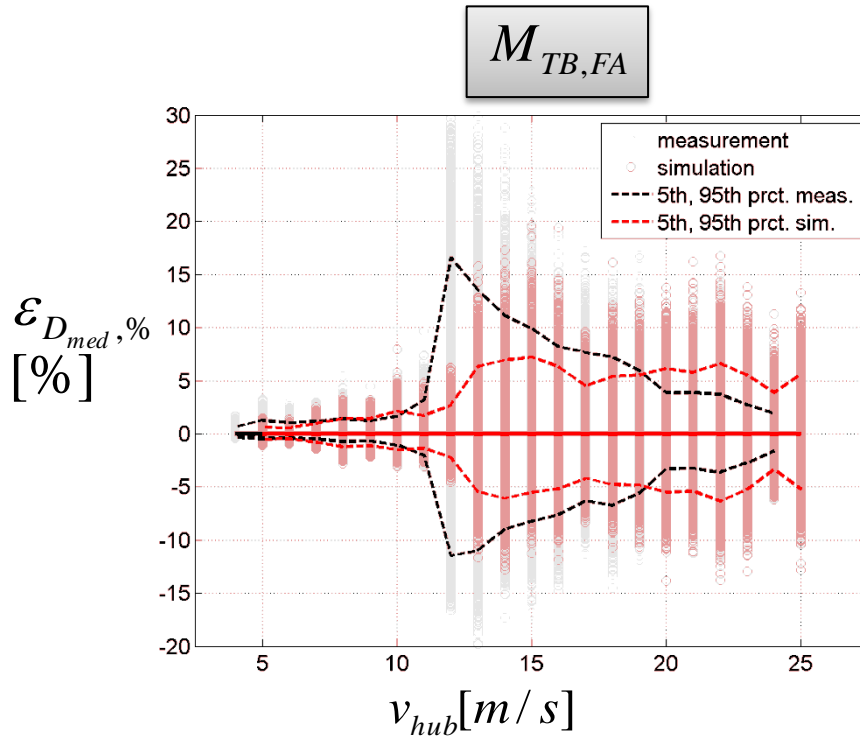 M_{TB,FA}
measurement
simulation
5th, 95th prct. meas.
5th, 95th prct. sim.
30
25
20
15
10
5
0
-5
-10
-15
-20
ε_{D_{med},%}
[%]
5 10 15 20 25
v_{hub}[m/s]